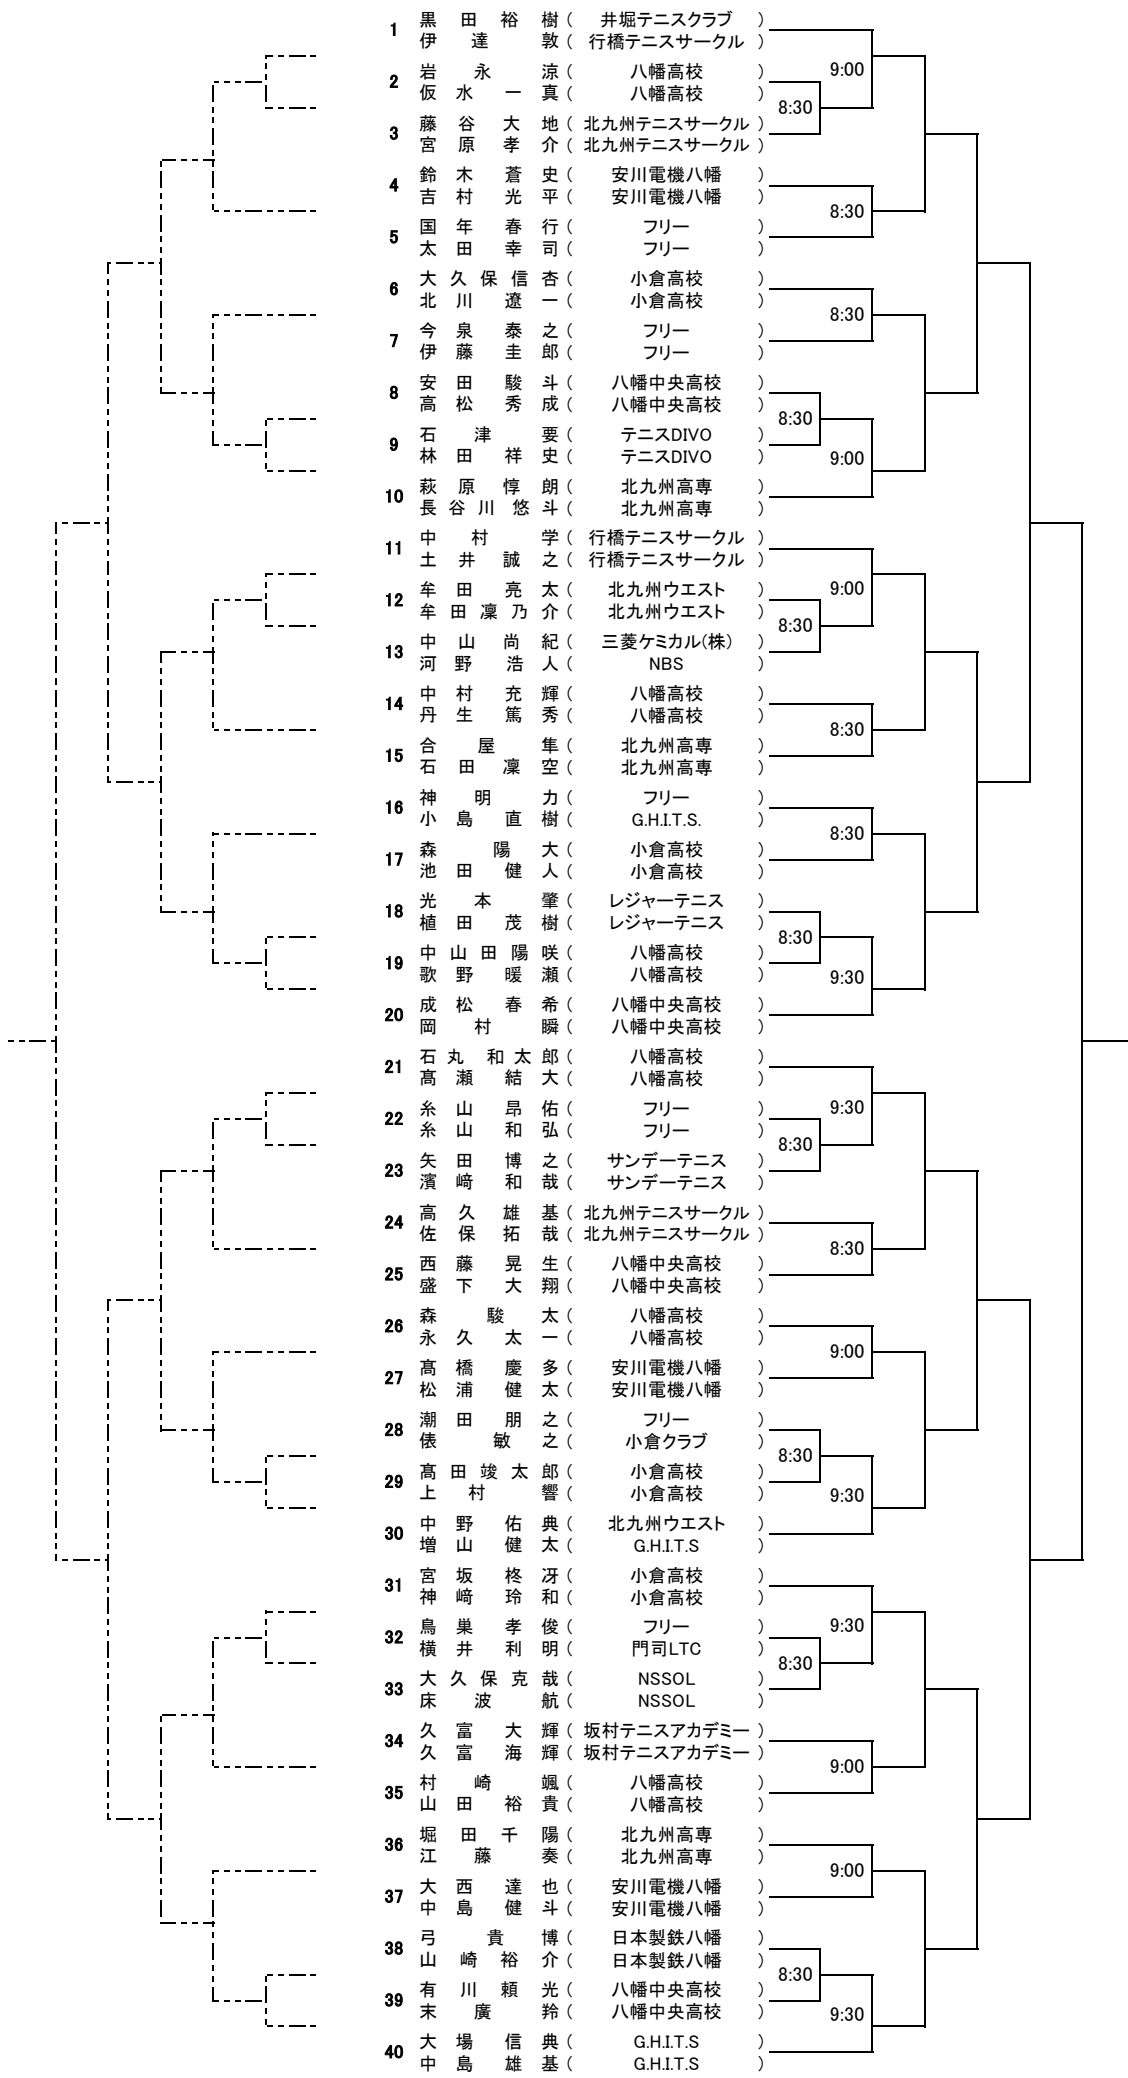 黒田裕樹(井堀テニスクラブ)
1
伊達敦(行橋テニスサークル)
9:00
岩永涼(八幡高校)
2
仮水一真(八幡高校)
8:30
藤谷大地(北九州テニスサークル)
3
宮原孝介(北九州テニスサークル)
鈴木蒼史(安川電機八幡)
4
吉村光平(安川電機八幡)
8:30
国年春行(フリー)
5
太田幸司(フリー)
大久保信杏(小倉高校)
6
北川遼一(小倉高校)
8:30
今泉泰之(フリー)
7
伊藤圭郎(フリー)
安田駿斗(八幡中央高校)
8
高松秀成(八幡中央高校)
8:30
石津要(テニスDIVO)
9
林田祥史(テニスDIVO)
9:00
萩原惇朗(北九州高専)
10
長谷川悠斗(北九州高専)
中村学(行橋テニスサークル)
11
土井誠之(行橋テニスサークル)
9:00
牟田亮太(北九州ウエスト)
12
牟田凜乃介(北九州ウエスト)
8:30
中山尚紀(三菱ケミカル(株))
13
河野浩人(NBS)
中村充輝(八幡高校)
14
丹生篤秀(八幡高校)
8:30
合屋隼(北九州高専)
15
石田凜空(北九州高専)
神明力(フリー)
16
小島直樹(G.H.I.T.S.)
8:30
森陽大(小倉高校)
17
池田健人(小倉高校)
光本肇(レジャーテニス)
18
植田茂樹(レジャーテニス)
8:30
中山田陽咲(八幡高校)
19
歌野暖瀬(八幡高校)
9:30
成松春希(八幡中央高校)
20
岡村瞬(八幡中央高校)
石丸和太郎(八幡高校)
21
髙瀬結大(八幡高校)
9:30
糸山昂佑(フリー)
22
糸山和弘(フリー)
8:30
矢田博之(サンデーテニス)
23
濱﨑和哉(サンデーテニス)
高久雄基(北九州テニスサークル)
24
佐保拓哉(北九州テニスサークル)
8:30
西藤晃生(八幡中央高校)
25
盛下大翔(八幡中央高校)
森駿太(八幡高校)
26
永久太一(八幡高校)
9:00
髙橋慶多(安川電機八幡)
27
松浦健太(安川電機八幡)
潮田朋之(フリー)
28
俵敏之(小倉クラブ)
8:30
髙田竣太郎(小倉高校)
29
上村響(小倉高校)
9:30
中野佑典(北九州ウエスト)
30
増山健太(G.H.I.T.S)
宮坂柊冴(小倉高校)
31
神﨑玲和(小倉高校)
9:30
鳥巣孝俊(フリー)
32
横井利明(門司LTC)
8:30
大久保克哉(NSSOL)
33
床波航(NSSOL)
久富大輝(坂村テニスアカデミー)
34
久富海輝(坂村テニスアカデミー)
9:00
村崎颯(八幡高校)
35
山田裕貴(八幡高校)
堀田千陽(北九州高専)
36
江藤奏(北九州高専)
9:00
大西達也(安川電機八幡)
37
中島健斗(安川電機八幡)
弓貴博(日本製鉄八幡)
38
山崎裕介(日本製鉄八幡)
8:30
有川頼光(八幡中央高校)
39
末廣羚(八幡中央高校)
9:30
大場信典(G.H.I.T.S)
40
中島雄基(G.H.I.T.S)